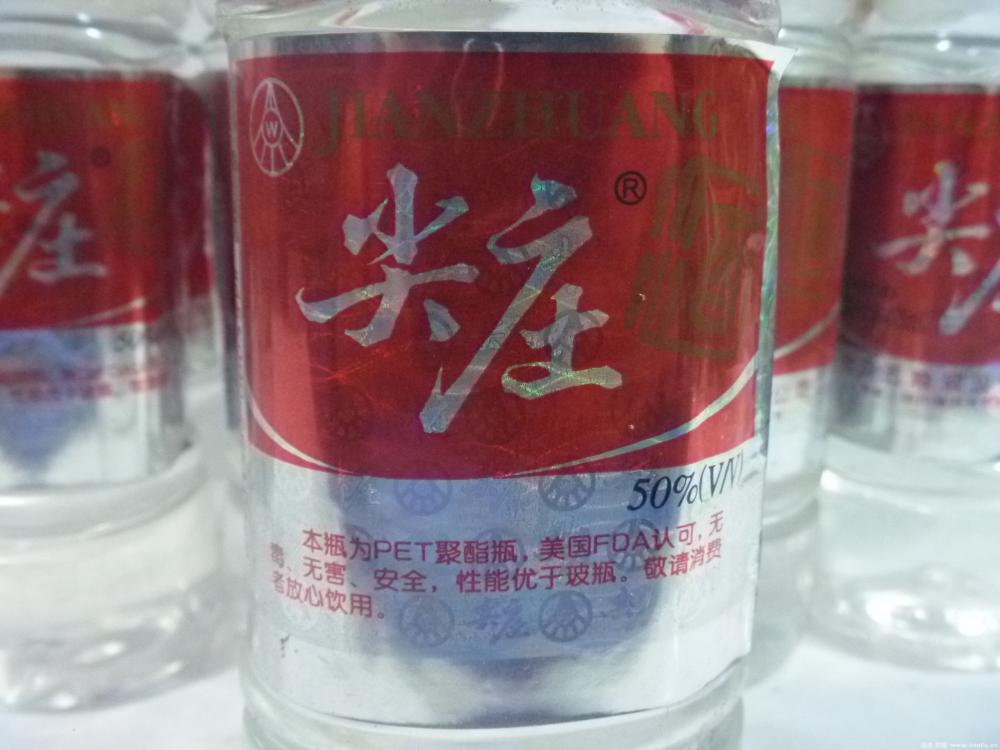 JIANZHUANG
尖庄®
50%(V/V)
本瓶为PET聚酯瓶，美国FDA认可，无
毒、无害、安全，性能优于玻瓶。敬请消费
者放心饮用。